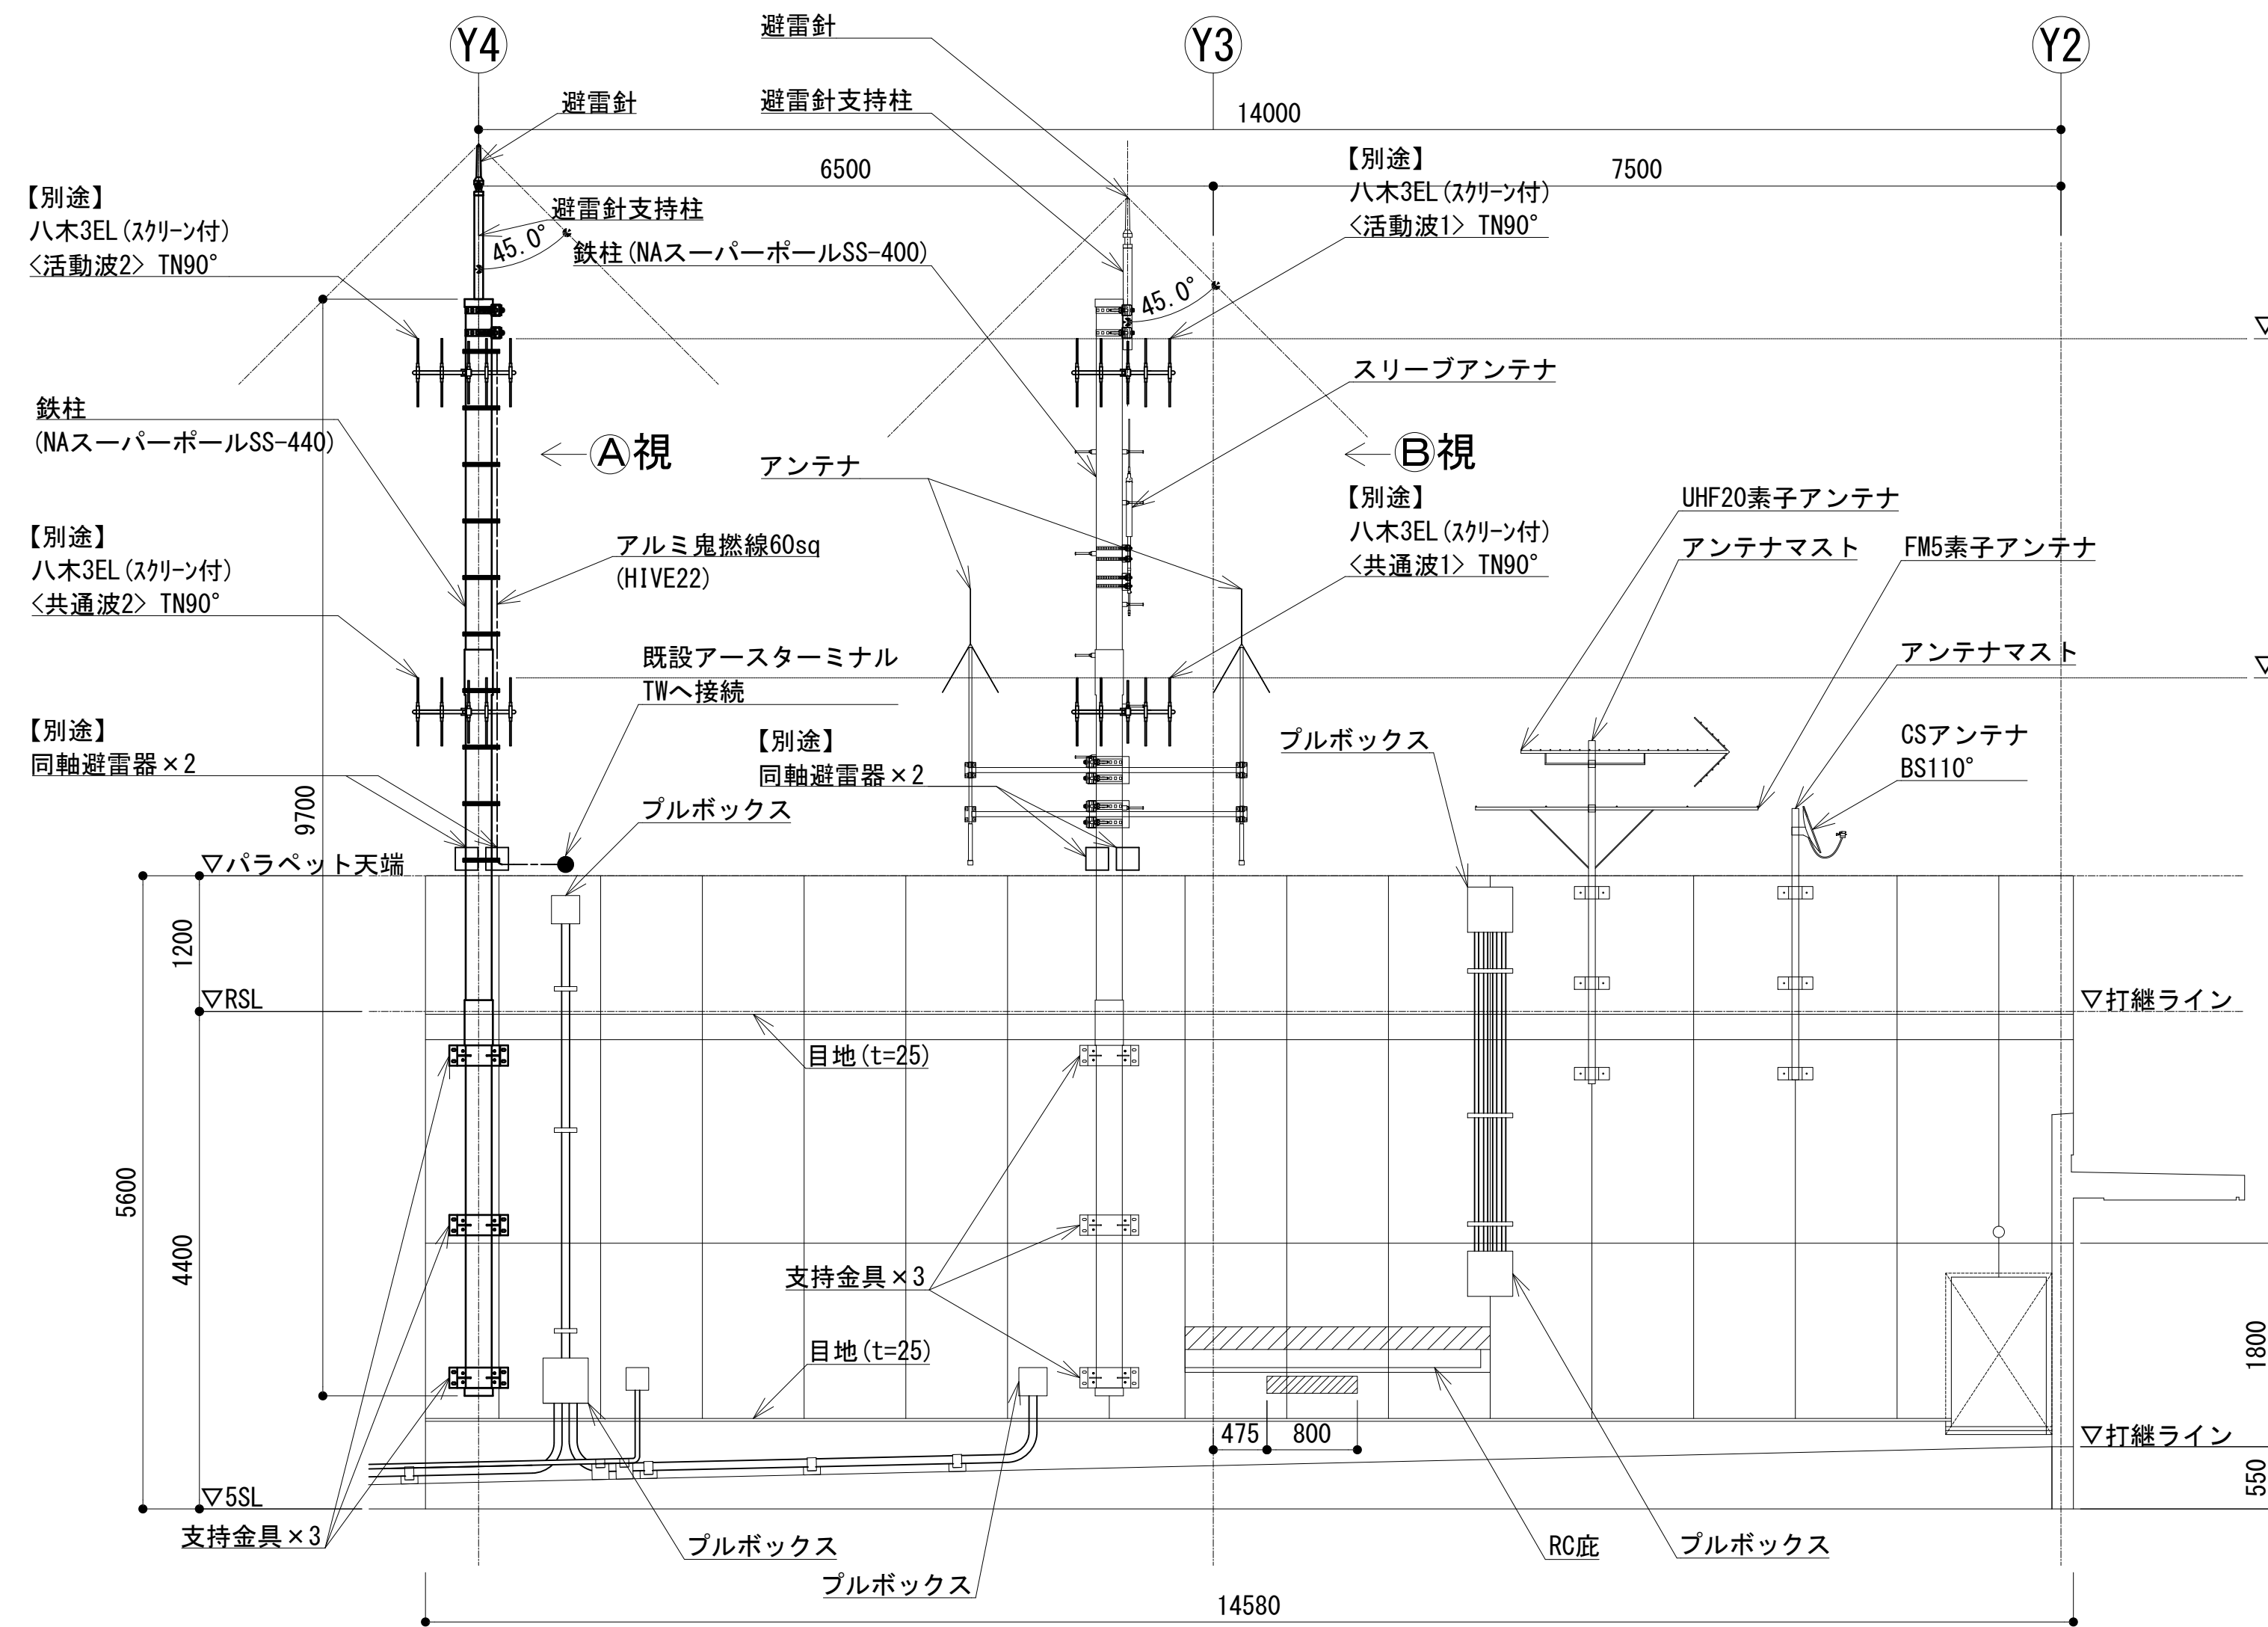 Y4
Y3
Y2
避雷針
避雷針
避雷針支持柱
14000
6500
7500
【別途】
八木3EL(ｽｸﾘｰﾝ付)
<活動波2> TN90°
避雷針支持柱
45.0°
鉄柱(NAスーパーポールSS-400)
45.0°
【別途】
八木3EL(ｽｸﾘｰﾝ付)
<活動波1> TN90°
▽
スリーブアンテナ
鉄柱
(NAスーパーポールSS-440)
Ⓐ視
アンテナ
Ⓑ視
【別途】
八木3EL(ｽｸﾘｰﾝ付)
<共通波2> TN90°
アルミ鬼撚線60sq
(HIVE22)
【別途】
八木3EL(ｽｸﾘｰﾝ付)
<共通波1> TN90°
UHF20素子アンテナ
アンテナマスト
FM5素子アンテナ
アンテナマスト
▽
既設アースターミナル
TWへ接続
【別途】
同軸避雷器×2
【別途】
同軸避雷器×2
プルボックス
CSアンテナ
BS110°
9700
プルボックス
▽パラペット天端
1200
▽RSL
▽打継ライン
目地(t=25)
5600
4400
支持金具×3
目地(t=25)
1800
475
800
▽打継ライン
550
▽5SL
支持金具×3
プルボックス
プルボックス
RC庇
プルボックス
14580